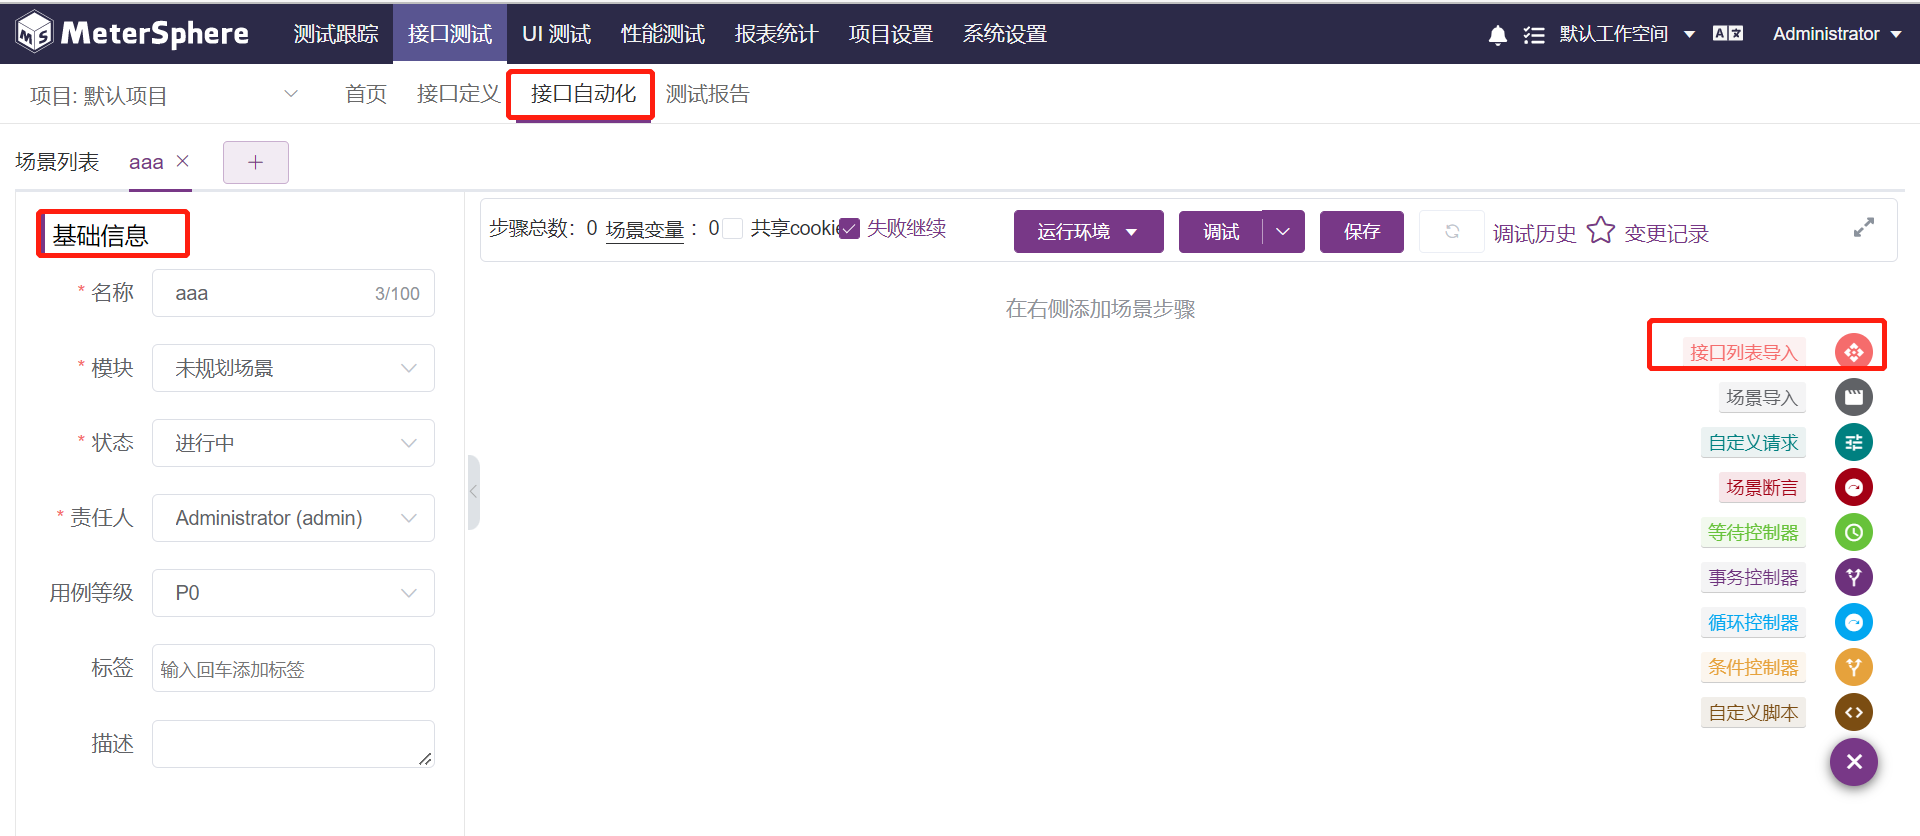 MeterSphere 测试跟踪 接口测试 UI 测试 性能测试 报表统计 项目设置 系统设置 默认工作空间 Administrator
项目: 默认项目 首页 接口定义 接口自动化 测试报告
场景列表 aaa +
基础信息
步骤总数: 0 场景变量 : 0 共享cookie 失败继续 运行环境 调试 保存 调试历史 变更记录
* 名称 aaa 3/100
在右侧添加场景步骤
* 模块 未规划场景
* 状态 进行中
* 责任人 Administrator (admin)
用例等级 P0
标签 输入回车添加标签
描述
接口列表导入
场景导入
自定义请求
场景断言
等待控制器
事务控制器
循环控制器
条件控制器
自定义脚本